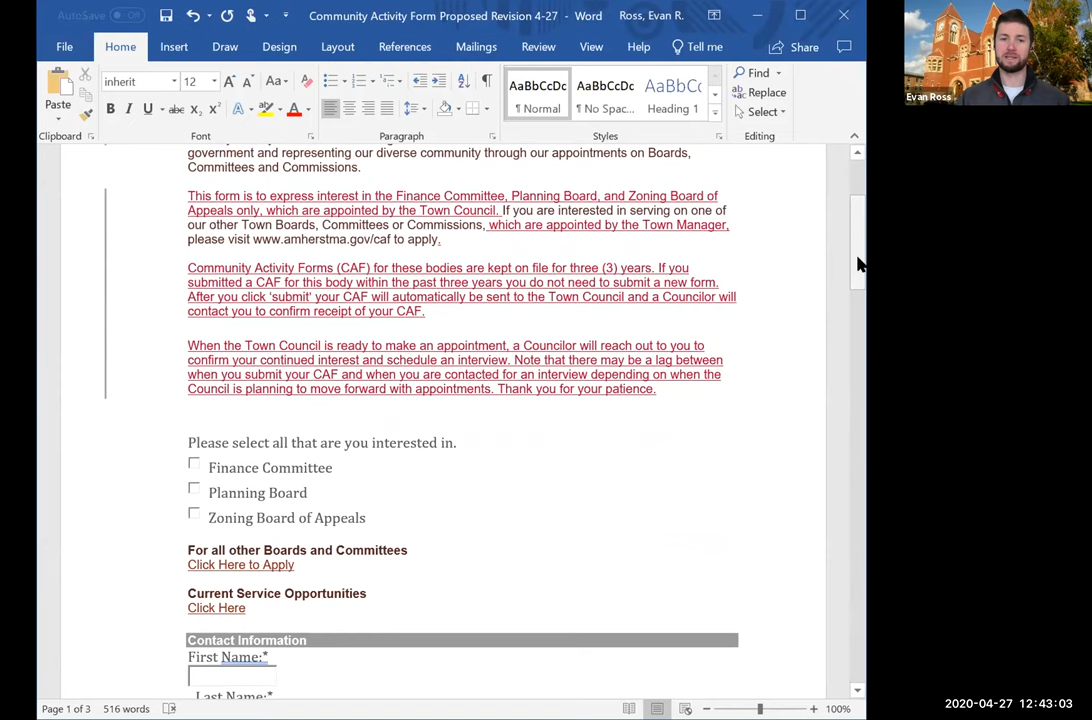 AutoSave Off
Community Activity Form Proposed Revision 4-27 - Word
Ross, Evan R.
File Home Insert Draw Design Layout References Mailings Review View Help Tell me Share
Paste
inherit 12 A A Aa
B I U abc X2 X2 A A
AaBbCcDc AaBbCcDc AaBbCc
¶ Normal ¶ No Spac... Heading 1
Find
Replace
Select
Clipboard Font Paragraph Styles Editing
Evan Ross
government and representing our diverse community through our appointments on Boards,
Committees and Commissions.
This form is to express interest in the Finance Committee, Planning Board, and Zoning Board of
Appeals only, which are appointed by the Town Council. If you are interested in serving on one of
our other Town Boards, Committees or Commissions, which are appointed by the Town Manager,
please visit www.amherstma.gov/caf to apply.
Community Activity Forms (CAF) for these bodies are kept on file for three (3) years. If you
submitted a CAF for this body within the past three years you do not need to submit a new form.
After you click ‘submit’ your CAF will automatically be sent to the Town Council and a Councilor will
contact you to confirm receipt of your CAF.
When the Town Council is ready to make an appointment, a Councilor will reach out to you to
confirm your continued interest and schedule an interview. Note that there may be a lag between
when you submit your CAF and when you are contacted for an interview depending on when the
Council is planning to move forward with appointments. Thank you for your patience.
Please select all that are you interested in.
Finance Committee
Planning Board
Zoning Board of Appeals
For all other Boards and Committees
Click Here to Apply
Current Service Opportunities
Click Here
Contact Information
First Name:*
Last Name:*
Page 1 of 3 516 words
100%
2020-04-27 12:43:03